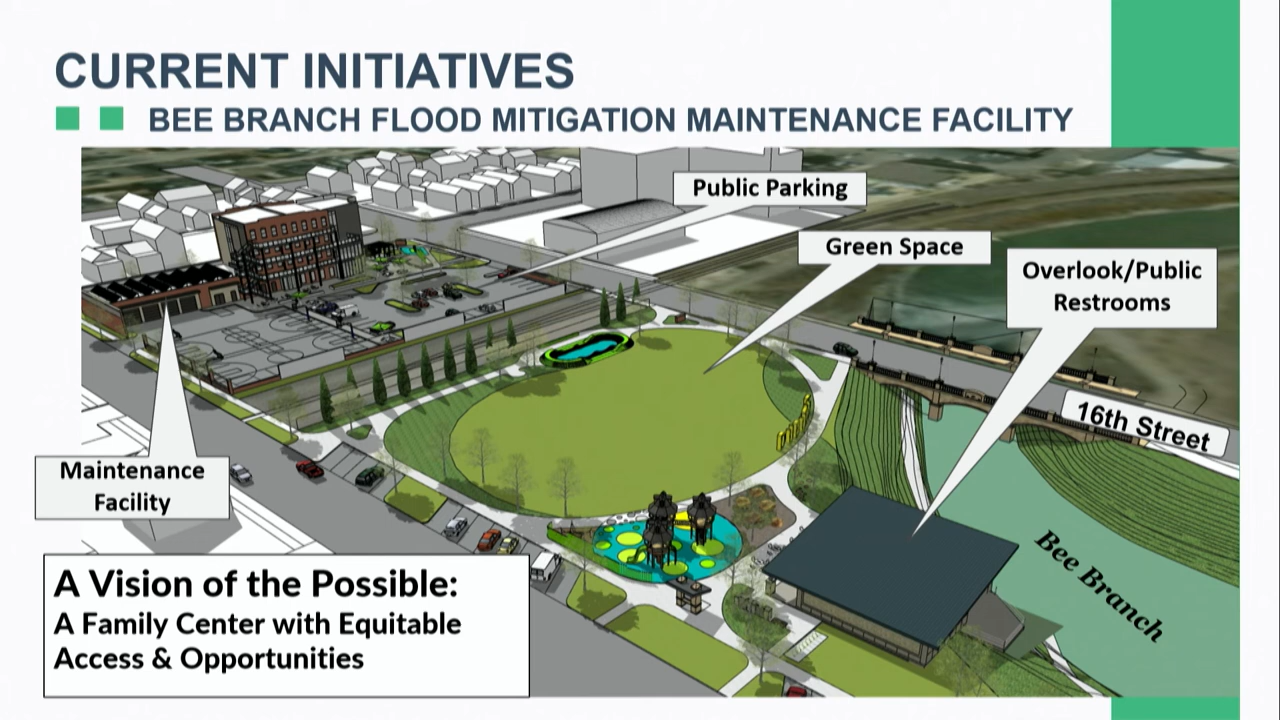 CURRENT INITIATIVES
BEE BRANCH FLOOD MITIGATION MAINTENANCE FACILITY
Public Parking
Green Space
Overlook/Public
Restrooms
16th Street
Maintenance
Facility
Bee Branch
A Vision of the Possible:
A Family Center with Equitable
Access & Opportunities